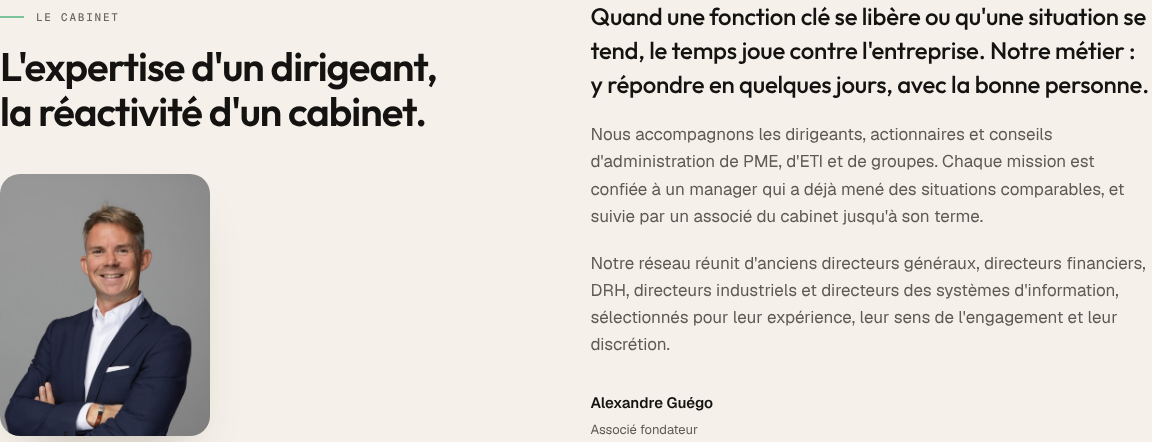 LE CABINET
L'expertise d'un dirigeant,
la réactivité d'un cabinet.
Quand une fonction clé se libère ou qu'une situation se
tend, le temps joue contre l'entreprise. Notre métier :
y répondre en quelques jours, avec la bonne personne.
Nous accompagnons les dirigeants, actionnaires et conseils
d'administration de PME, d'ETI et de groupes. Chaque mission est
confiée à un manager qui a déjà mené des situations comparables, et
suivie par un associé du cabinet jusqu'à son terme.
Notre réseau réunit d'anciens directeurs généraux, directeurs financiers,
DRH, directeurs industriels et directeurs des systèmes d'information,
sélectionnés pour leur expérience, leur sens de l'engagement et leur
discrétion.
Alexandre Guégo
Associé fondateur